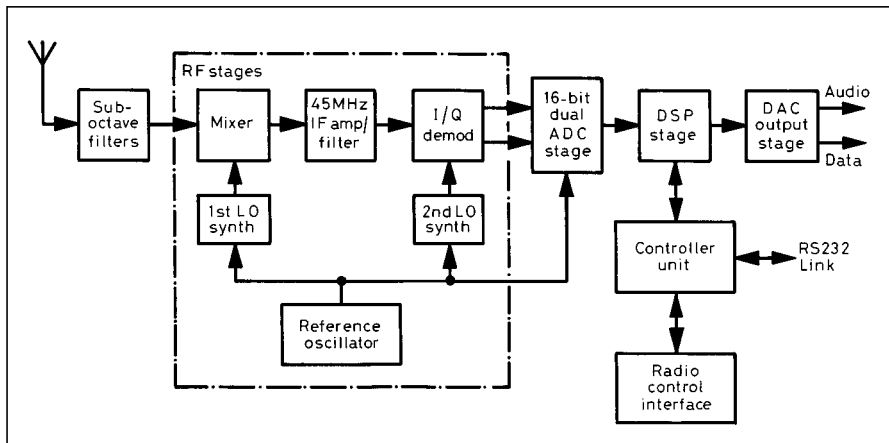 RF stages
Sub-
octave
filters
Mixer
45MHz
IF amp/
filter
I/Q
demod
16-bit
dual
ADC
stage
DSP
stage
DAC
output
stage
Audio
Data
1st LO
synth
2nd LO
synth
Reference
oscillator
Controller
unit
RS232
Link
Radio
control
interface